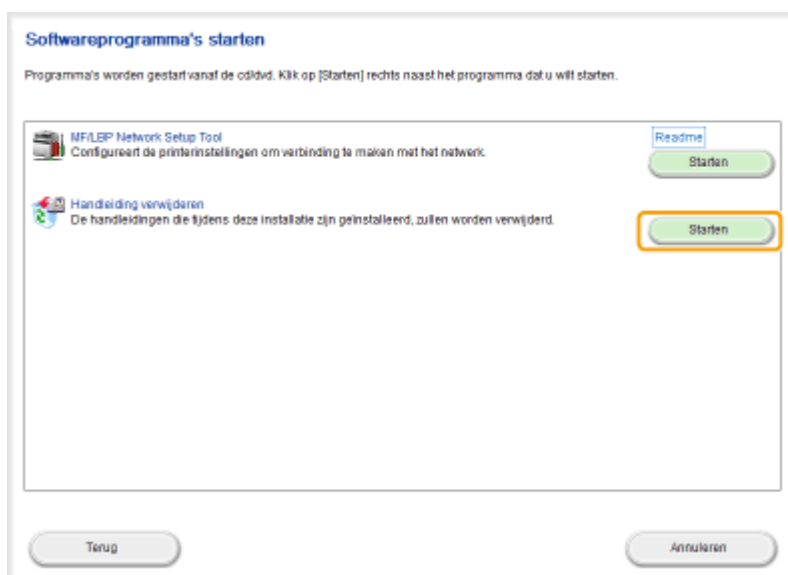 Softwareprogramma's starten
Programma's worden gestart vanaf de cd/dvd. Klik op [Starten] rechts naast het programma dat u wilt starten.
MF/LBP Network Setup Tool
Readme
Configureert de printerinstellingen om verbinding te maken met het netwerk.
Starten
Handleiding verwijderen
De handleidingen die tijdens deze installatie zijn geïnstalleerd, zullen worden verwijderd.
Starten
Terug
Annuleren